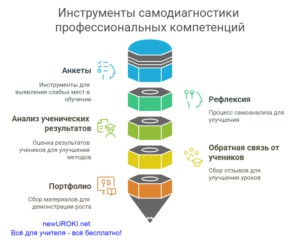 Инструменты самодиагностики
профессиональных компетенций
Анкеты
Инструменты для
выявления слабых мест в
обучении
Рефлексия
Процесс самоанализа для
улучшения
Анализ ученических
результатов
Оценка результатов
учеников для улучшения
методов
Обратная связь от
учеников
Сбор отзывов для
улучшения уроков
Портфолио
Сбор материалов для
демонстрации роста
newUROKI.net
Всё для учителя - всё бесплатно!